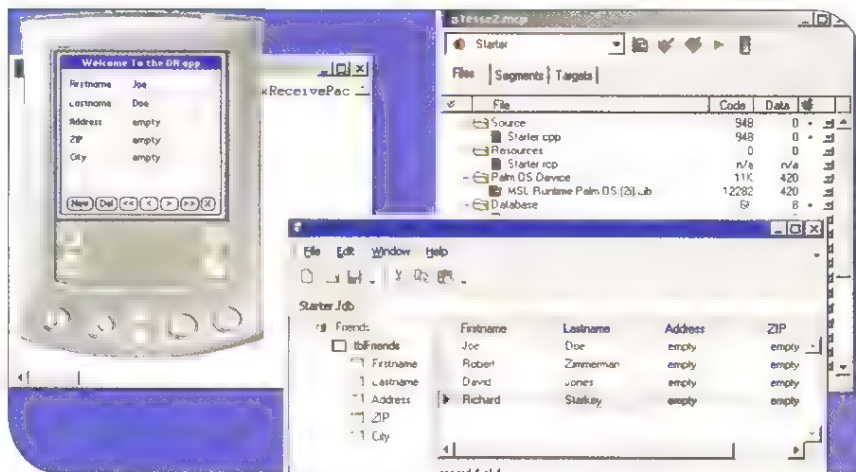 Welcome To the DB app
Firstname Joe
Lastname Doe
Address empty
ZIP empty
City empty
New Del << < > >> X
xReceivePac
atesse2.mcp
Starter
Files Segments Targets
File Code Data
Source 948 0
Starter.cpp 948 0
Resources 0 0
Starter.rcp n/a n/a
Palm OS Device 11K 420
MSL Runtime Palm OS (2i).Lib 12282 420
Database 8
File Edit Window Help
Starter.fdb
Friends
tblFriends
Firstname
Lastname
Address
ZIP
City
Firstname Lastname Address ZIP
Joe Doe empty empty
Robert Zimmerman empty empty
David Jones empty empty
Richard Starkey empty empty